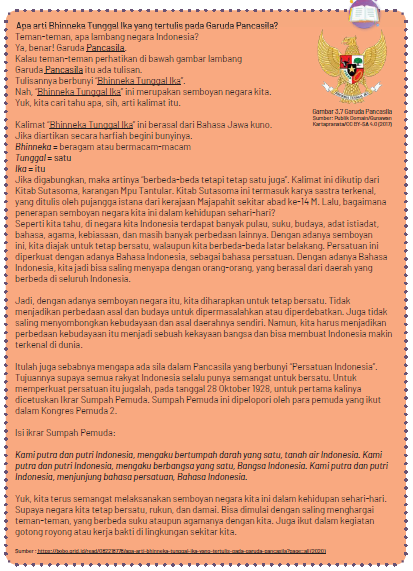 Apa arti Bhinneka Tunggal Ika yang tertulis pada Garuda Pancasila?
Teman-teman, apa lambang negara Indonesia?
Ya, benar! Garuda Pancasila.
Kalau teman-teman perhatikan di bawah gambar lambang
Garuda Pancasila itu ada tulisan.
Tulisannya berbunyi "Bhinneka Tunggal Ika".
Nah, "Bhinneka Tunggal Ika" ini merupakan semboyan negara kita.
Yuk, kita cari tahu apa, sih, arti kalimat itu.
Gambar 3.7 Garuda Pancasila
Sumber: Publik Domain/Gunawan
Kartapranata/CC BY-SA 4.0 (2017)
Kalimat "Bhinneka Tunggal Ika" ini berasal dari Bahasa Jawa kuno.
Jika diartikan secara harfiah begini bunyinya.
Bhinneka = beragam atau bermacam-macam
Tunggal = satu
Ika = itu
Jika digabungkan, maka artinya "berbeda-beda tetapi tetap satu juga". Kalimat ini dikutip dari
Kitab Sutasoma, karangan Mpu Tantular. Kitab Sutasoma ini termasuk karya sastra terkenal,
yang ditulis oleh pujangga istana dari kerajaan Majapahit sekitar abad ke-14 M. Lalu, bagaimana
penerapan semboyan negara kita ini dalam kehidupan sehari-hari?
Seperti kita tahu, di negara kita Indonesia terdapat banyak pulau, suku, budaya, adat istiadat,
bahasa, agama, kebiasaan, dan masih banyak perbedaan lainnya. Dengan adanya semboyan
ini, kita diajak untuk tetap bersatu, walaupun kita berbeda-beda latar belakang. Persatuan ini
diperkuat dengan adanya Bahasa Indonesia, sebagai bahasa persatuan. Dengan adanya Bahasa
Indonesia, kita jadi bisa saling menyapa dengan orang-orang, yang berasal dari daerah yang
berbeda di seluruh Indonesia.
Jadi, dengan adanya semboyan negara itu, kita diharapkan untuk tetap bersatu. Tidak
menjadikan perbedaan asal dan budaya untuk dipermasalahkan atau diperdebatkan. Juga tidak
saling menyombongkan kebudayaan dan asal daerahnya sendiri. Namun, kita harus menjadikan
perbedaan kebudayaan itu menjadi sebuah kekayaan bangsa dan bisa membuat Indonesia makin
terkenal di dunia.
Itulah juga sebabnya mengapa ada sila dalam Pancasila yang berbunyi "Persatuan Indonesia".
Tujuannya supaya semua rakyat Indonesia selalu punya semangat untuk bersatu. Untuk
memperkuat persatuan itu jugalah, pada tanggal 28 Oktober 1928, untuk pertama kalinya
dicetuskan Ikrar Sumpah Pemuda. Sumpah Pemuda ini dipelopori oleh para pemuda yang ikut
dalam Kongres Pemuda 2.
Isi ikrar Sumpah Pemuda:
Kami putra dan putri Indonesia, mengaku bertumpah darah yang satu, tanah air Indonesia. Kami
putra dan putri Indonesia, mengaku berbangsa yang satu, Bangsa Indonesia. Kami putra dan putri
Indonesia, menjunjung bahasa persatuan, Bahasa Indonesia.
Yuk, kita terus semangat melaksanakan semboyan negara kita ini dalam kehidupan sehari-hari.
Supaya negara kita tetap bersatu, rukun, dan damai. Bisa dimulai dengan saling menghargai
teman-teman, yang berbeda suku ataupun agamanya dengan kita. Juga ikut dalam kegiatan
gotong royong atau kerja bakti di lingkungan sekitar kita.
Sumber :